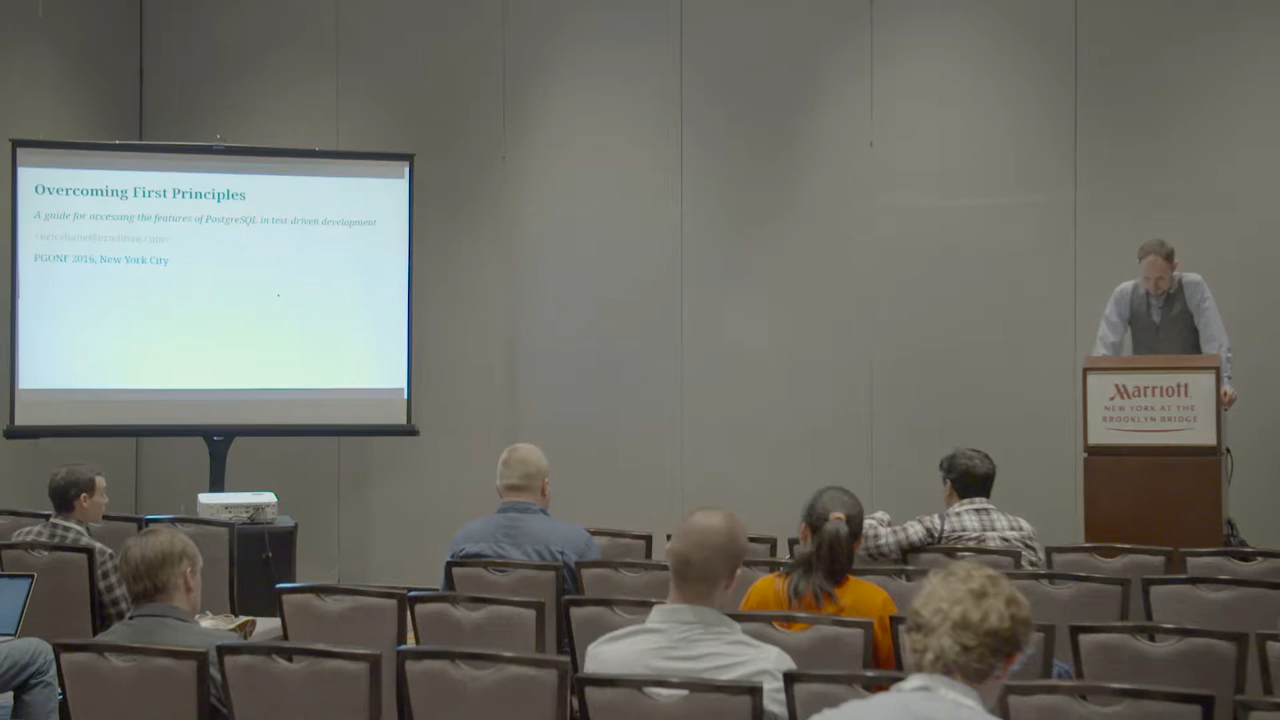 Overcoming First Principles
A guide for accessing the features of PostgreSQL in test driven development
PGONF 2016, New York City
Marriott
NEW YORK AT THE
BROOKLYN BRIDGE